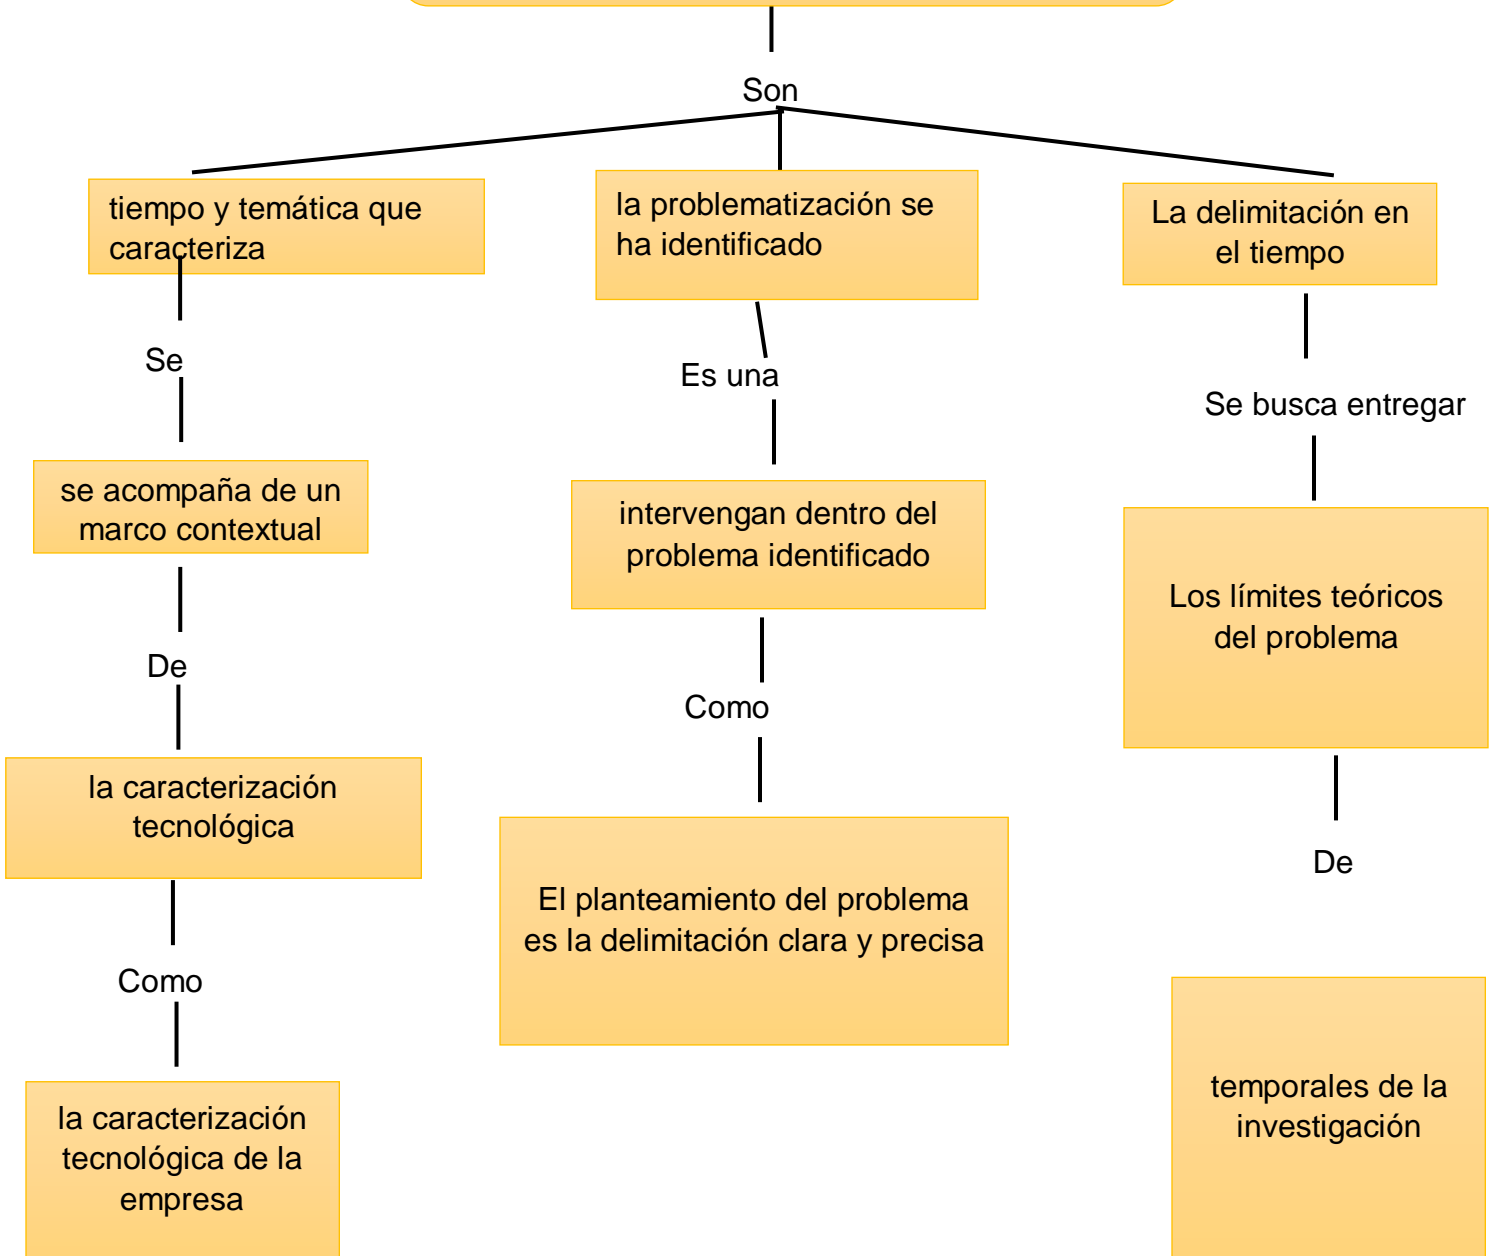 Son
tiempo y temática que
caracteriza
Se
se acompaña de un
marco contextual
De
la caracterización
tecnológica
Como
la caracterización
tecnológica de la
empresa
la problematización se
ha identificado
Es una
intervengan dentro del
problema identificado
Como
El planteamiento del problema
es la delimitación clara y precisa
La delimitación en
el tiempo
Se busca entregar
Los límites teóricos
del problema
De
temporales de la
investigación